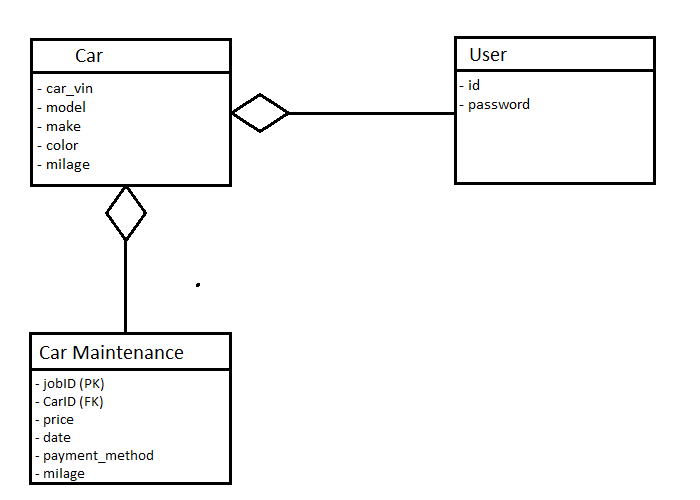 Car
- car_vin
- model
- make
- color
- milage
User
- id
- password
Car Maintenance
- jobID (PK)
- CarID (FK)
- price
- date
- payment_method
- milage